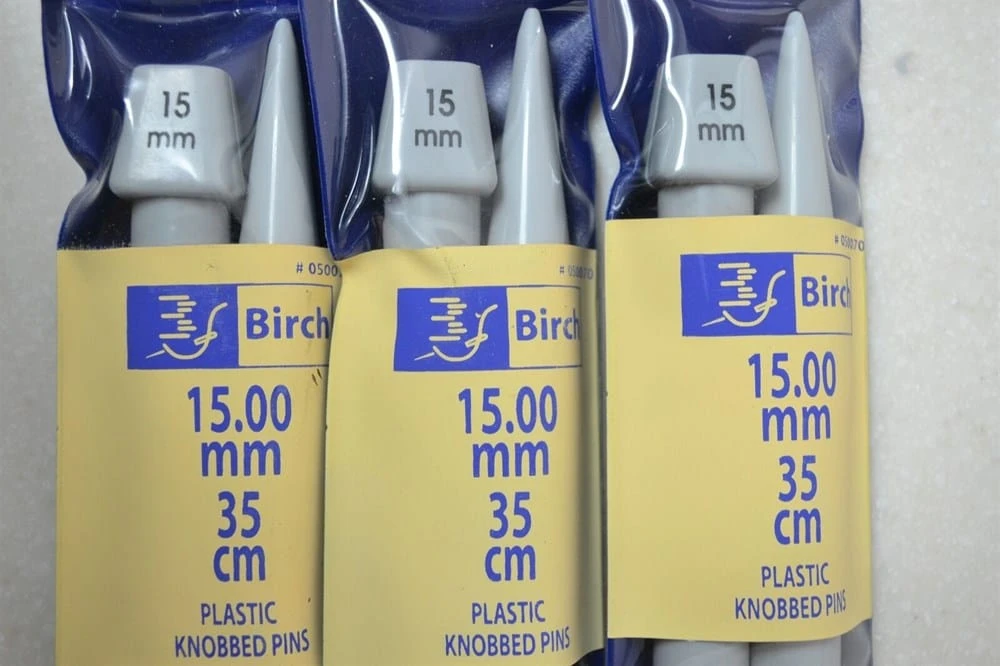 15
mm
# 0500
Birch
15.00
mm
35
cm
PLASTIC
KNOBBED PINS
15
mm
Birch
15.00
mm
35
cm
PLASTIC
KNOBBED PINS
15
mm
Birch
15.00
mm
35
cm
PLASTIC
KNOBBED PINS